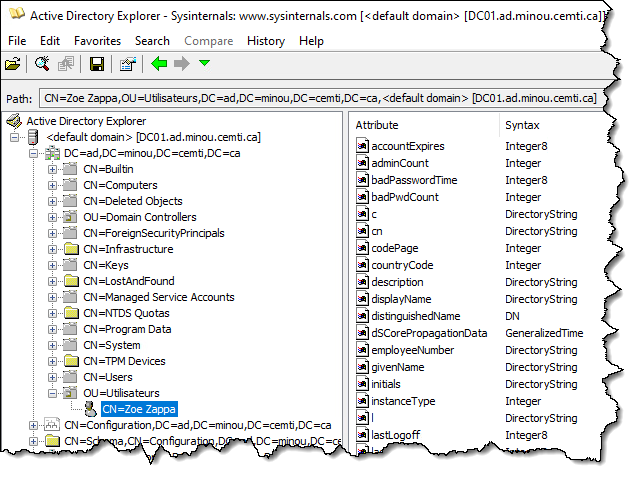 Active Directory Explorer - Sysinternals: www.sysinternals.com [<default domain> [DC01.ad.minou.cemti.ca]]
File Edit Favorites Search Compare History Help
Path: CN=Zoe Zappa,OU=Utilisateurs,DC=ad,DC=minou,DC=cemti,DC=ca,<default domain> [DC01.ad.minou.cemti.ca]
Active Directory Explorer
<default domain> [DC01.ad.minou.cemti.ca]
DC=ad,DC=minou,DC=cemti,DC=ca
CN=Builtin
CN=Computers
CN=Deleted Objects
OU=Domain Controllers
CN=ForeignSecurityPrincipals
CN=Infrastructure
CN=Keys
CN=LostAndFound
CN=Managed Service Accounts
CN=NTDS Quotas
CN=Program Data
CN=System
CN=TPM Devices
CN=Users
OU=Utilisateurs
CN=Zoe Zappa
CN=Configuration,DC=ad,DC=minou,DC=cemti,DC=ca
CN=Schema,CN=Configuration,DC=ad,DC=minou,DC=ce
Attribute Syntax
accountExpires Integer8
adminCount Integer
badPasswordTime Integer8
badPwdCount Integer
c DirectoryString
cn DirectoryString
codePage Integer
countryCode Integer
description DirectoryString
displayName DirectoryString
distinguishedName DN
dSCorePropagationData GeneralizedTime
employeeNumber DirectoryString
givenName DirectoryString
initials DirectoryString
instanceType Integer
l DirectoryString
lastLogoff Integer8